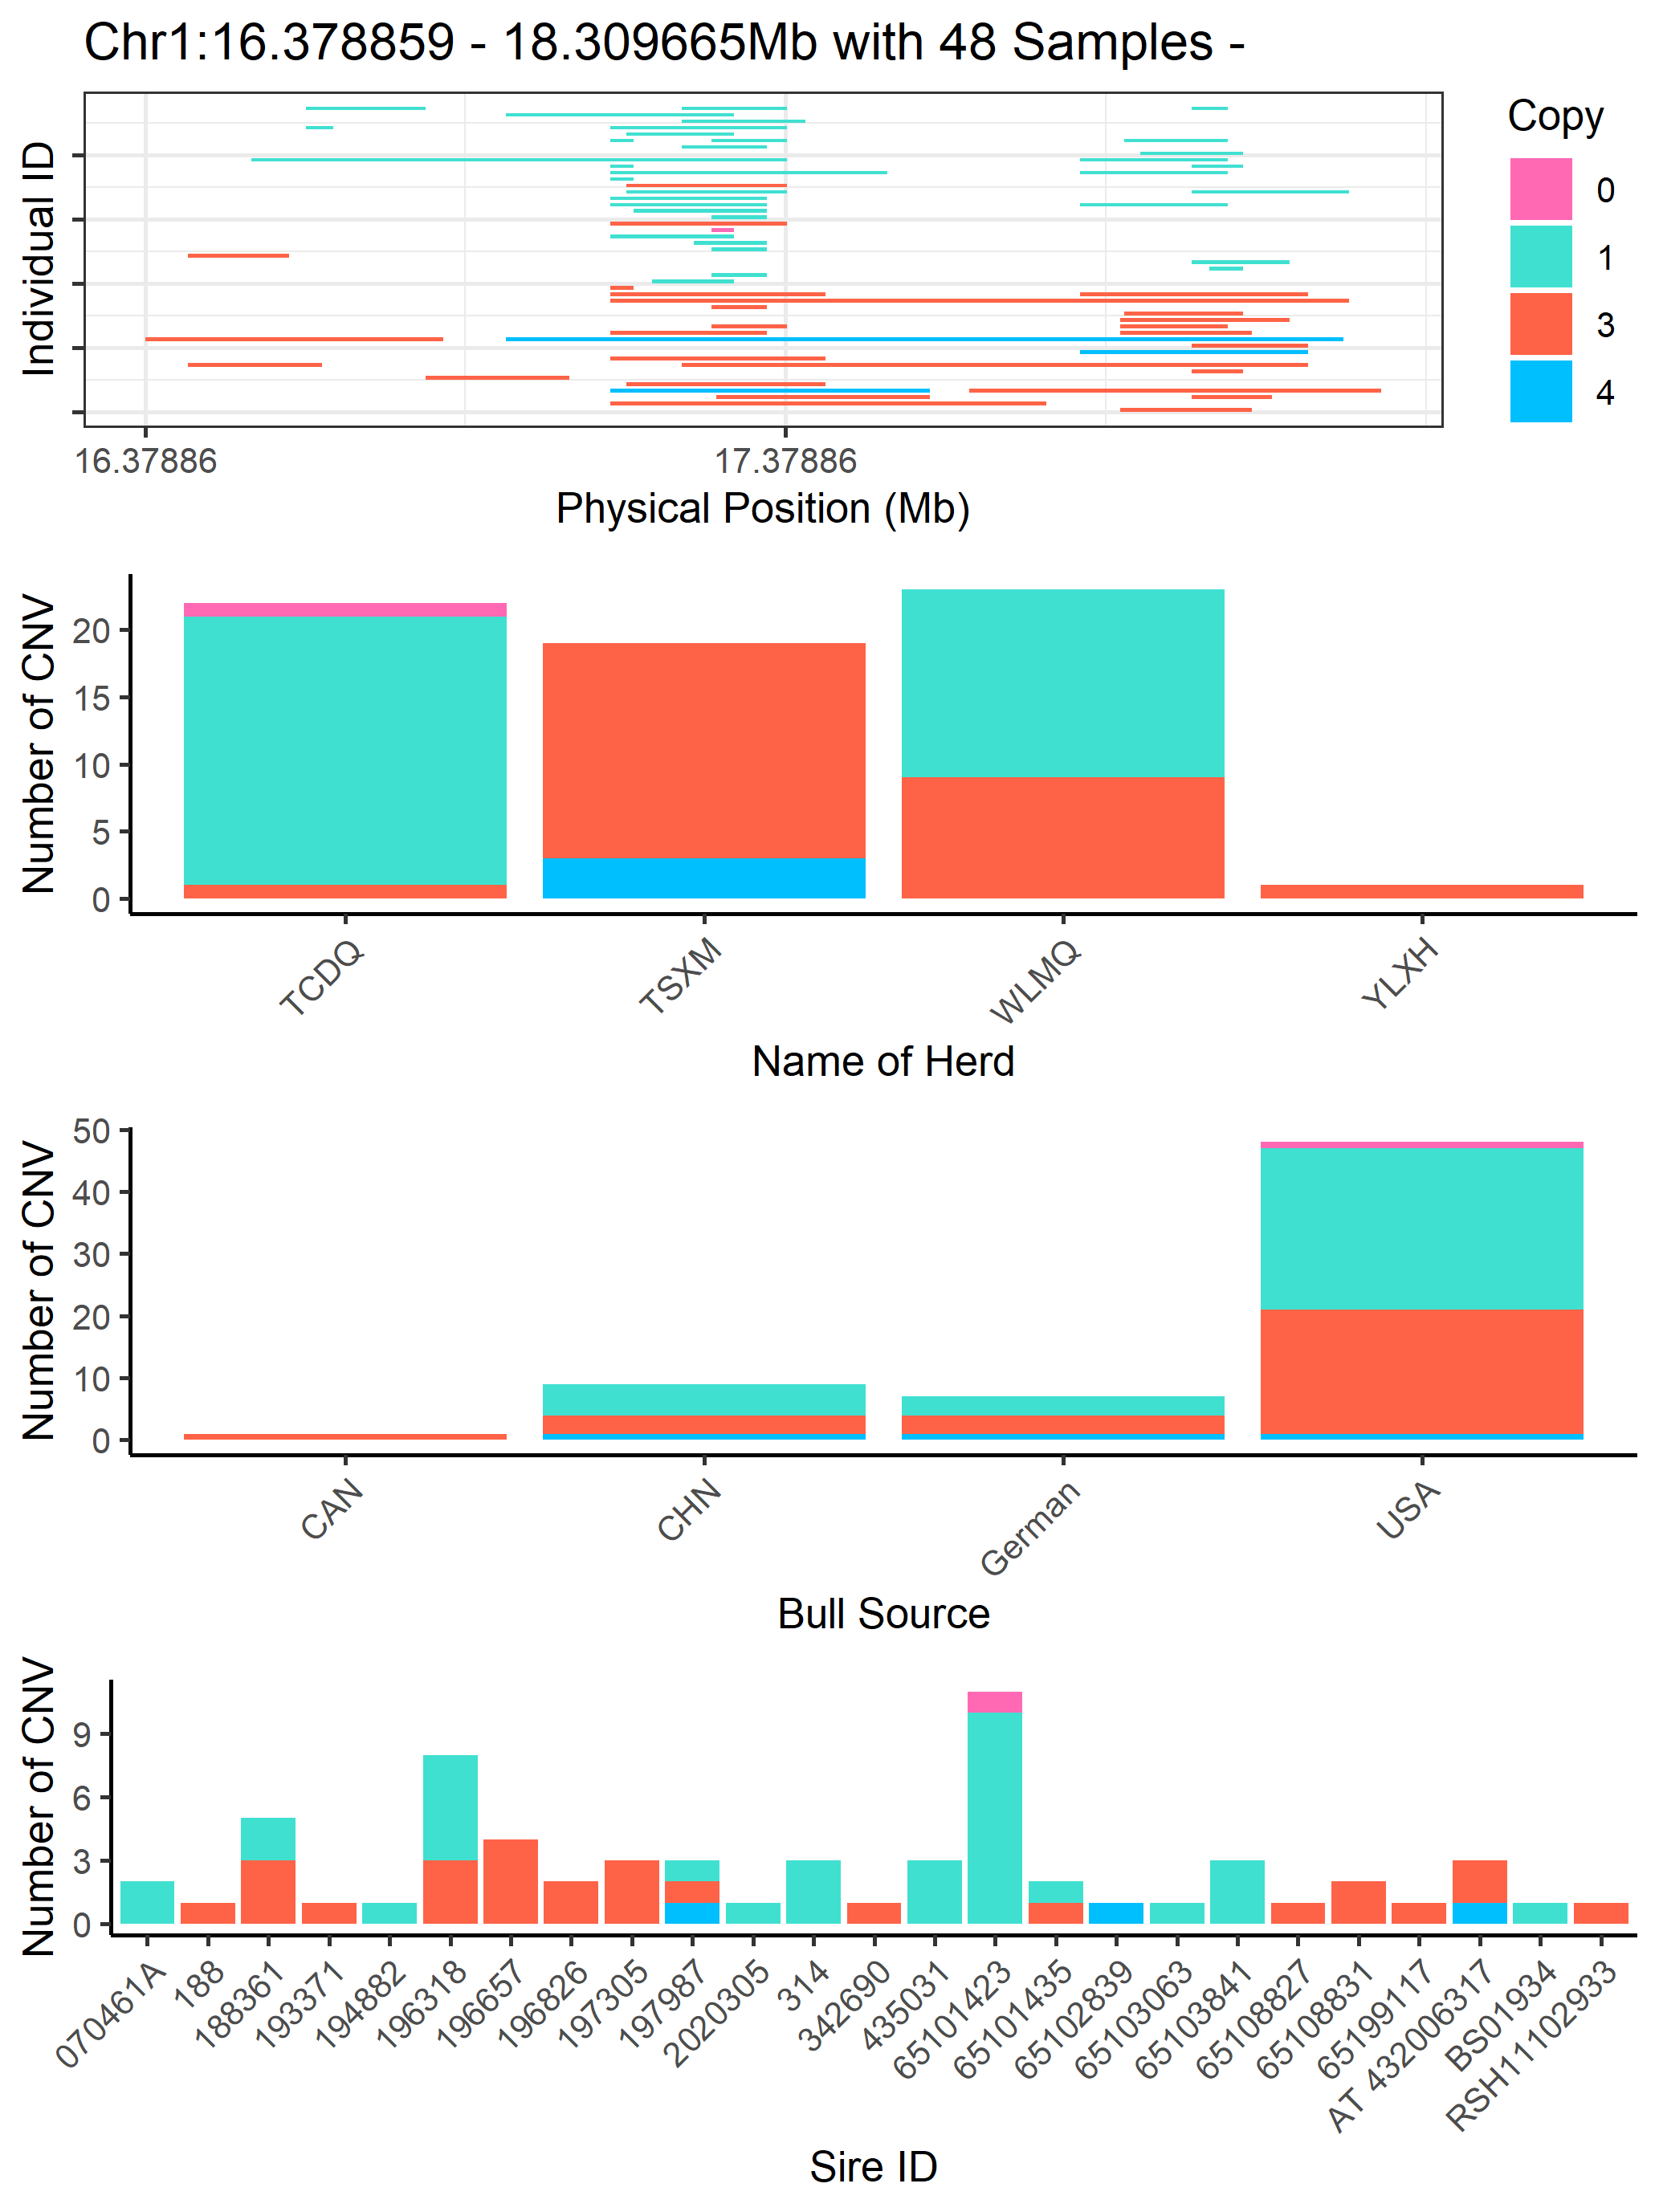 Chr1:16.378859 - 18.309665Mb with 48 Samples -
Individual ID
16.37886 17.37886
Physical Position (Mb)
Copy
0
1
3
4
Number of CNV
20
15
10
5
0
TCDQ TSXM WLMQ YLXH
Name of Herd
Number of CNV
50
40
30
20
10
0
CAN CHN German USA
Bull Source
Number of CNV
9
6
3
0
070461A 188 188361 193371 194882 196318 196657 196826 197305 197987 2020305 314 342690 435031 65101423 65101435 65102839 65103063 65103841 65108827 65108831 65199117 AT 432006317 BS01934 RSH11102933
Sire ID